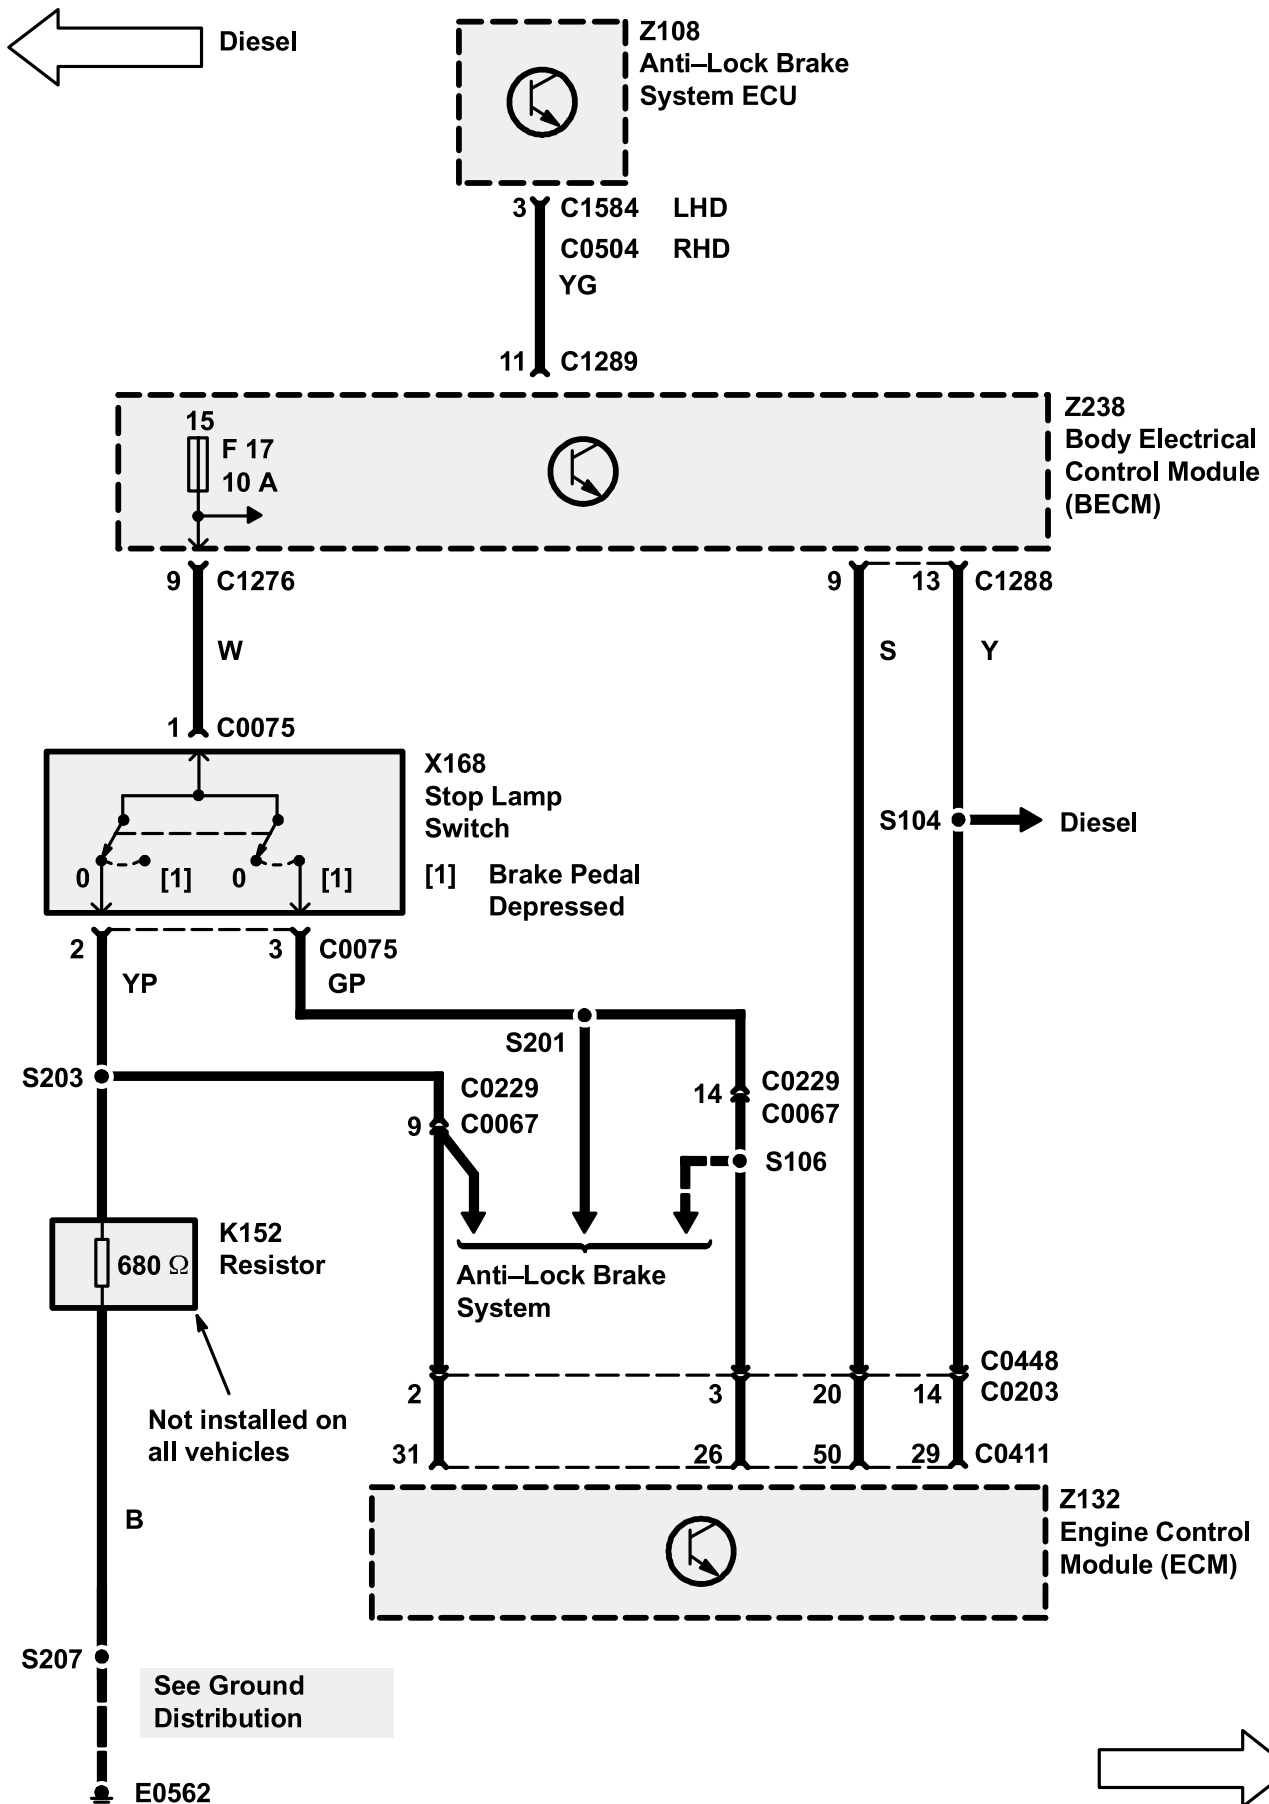 Diesel
Z108
Anti–Lock Brake
System ECU
3 C1584 LHD
C0504 RHD
YG
11 C1289
Z238
Body Electrical
Control Module
(BECM)
15
F 17
10 A
9 C1276
9 13 C1288
W
S Y
1 C0075
X168
Stop Lamp
Switch
[1] Brake Pedal
Depressed
0 [1] 0 [1]
S104 Diesel
2 3 C0075
YP GP
S201
S203
C0229
9 C0067
14 C0229
C0067
S106
K152
Resistor
680 Ω
Anti–Lock Brake
System
Not installed on
all vehicles
C0448
2 3 20 14 C0203
31 26 50 29 C0411
Z132
Engine Control
Module (ECM)
B
S207
See Ground
Distribution
E0562